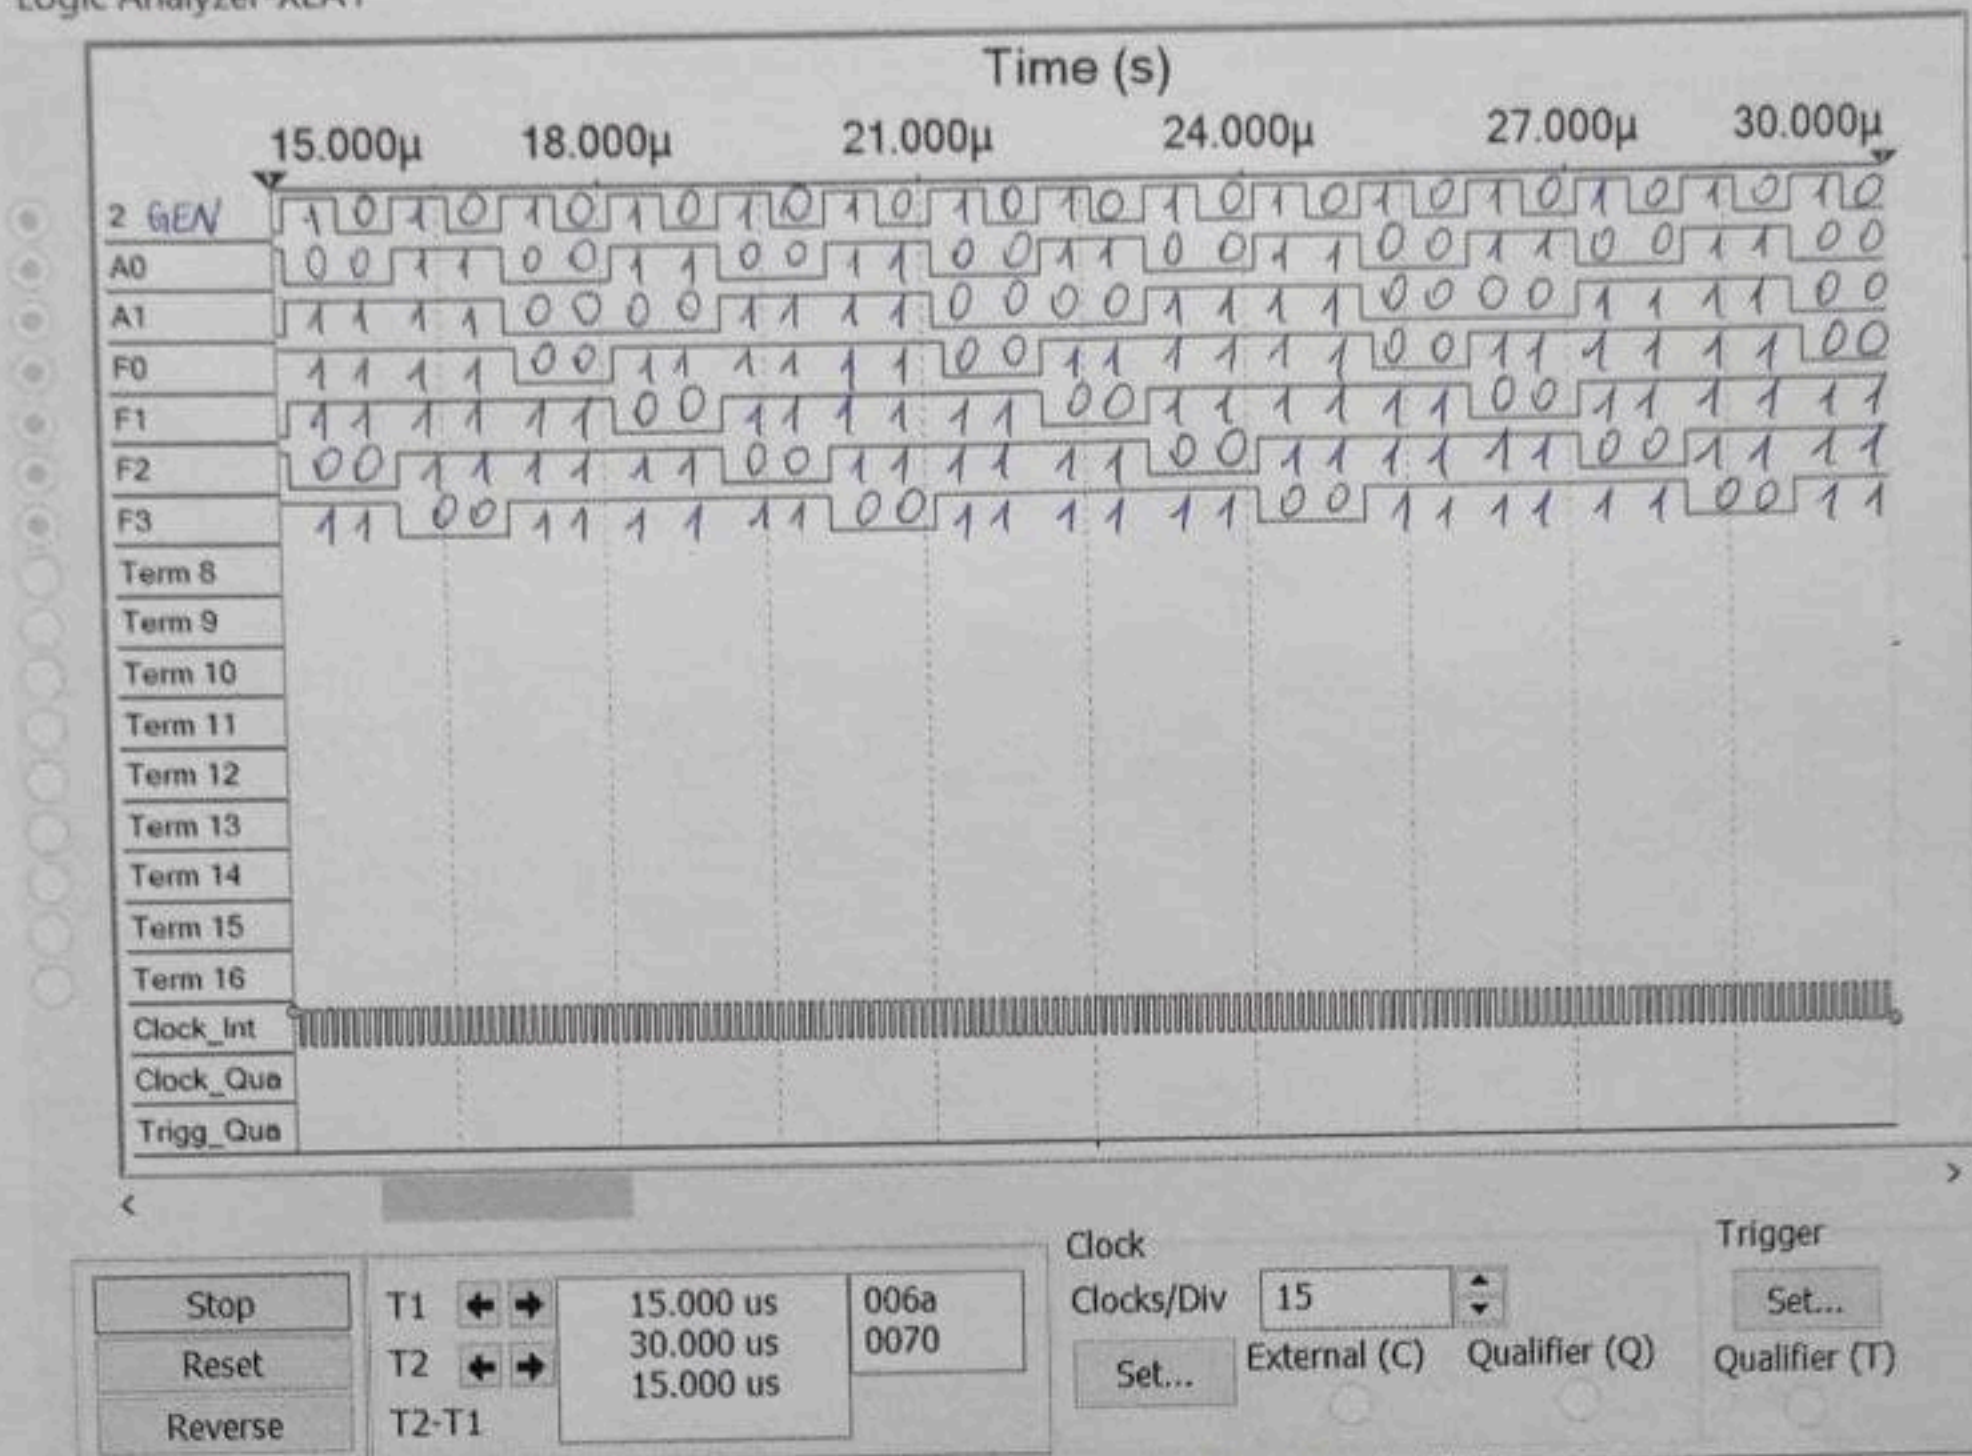 Logic Analyzer-XLA1
Time (s)
15.000µ 18.000µ 21.000µ 24.000µ 27.000µ 30.000µ
2 GEN 1 0 1 0 1 0 1 0 1 0 1 0 1 0 1 0 1 0 1 0 1 0 1 0 1 0 1 0 1 0
A0 0 0 1 1 0 0 1 1 0 0 1 1 0 0 1 1 0 0 1 1 0 0 1 1 0 0 1 1 0 0
A1 1 1 1 1 0 0 0 0 1 1 1 1 0 0 0 0 1 1 1 1 0 0 0 0 1 1 1 1 0 0
F0 1 1 1 1 0 0 1 1 1 1 1 1 0 0 1 1 1 1 1 1 0 0 1 1 1 1 1 1 0 0
F1 1 1 1 1 1 1 0 0 1 1 1 1 1 1 0 0 1 1 1 1 1 1 0 0 1 1 1 1 1 1
F2 0 0 1 1 1 1 1 1 0 0 1 1 1 1 1 1 0 0 1 1 1 1 1 1 0 0 1 1 1 1
F3 1 1 0 0 1 1 1 1 1 1 0 0 1 1 1 1 1 1 0 0 1 1 1 1 1 1 0 0 1 1
Term 8
Term 9
Term 10
Term 11
Term 12
Term 13
Term 14
Term 15
Term 16
Clock_Int
Clock_Qua
Trigg_Qua
Stop
Reset
Reverse
T1 15.000 us 006a
T2 30.000 us 0070
T2-T1 15.000 us
Clock
Clocks/Div 15
Set... External (C) Qualifier (Q)
Trigger
Set...
Qualifier (T)